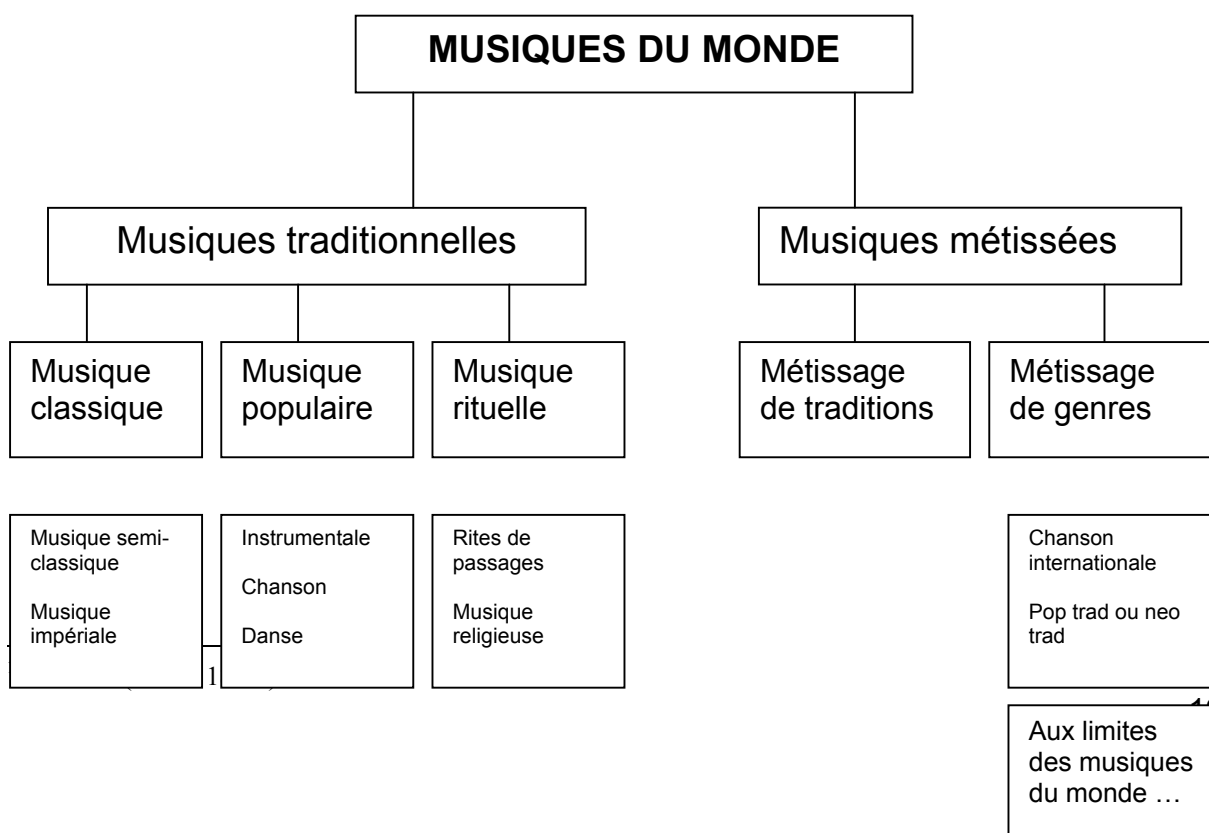 MUSIQUES DU MONDE
Musiques traditionnelles
Musiques métissées
Musique
classique
Musique
populaire
Musique
rituelle
Métissage
de traditions
Métissage
de genres
Musique semi-
classique
Musique
impériale
Instrumentale
Chanson
Danse
Rites de
passages
Musique
religieuse
Chanson
internationale
Pop trad ou neo
trad
1
Aux limites
des musiques
du monde …